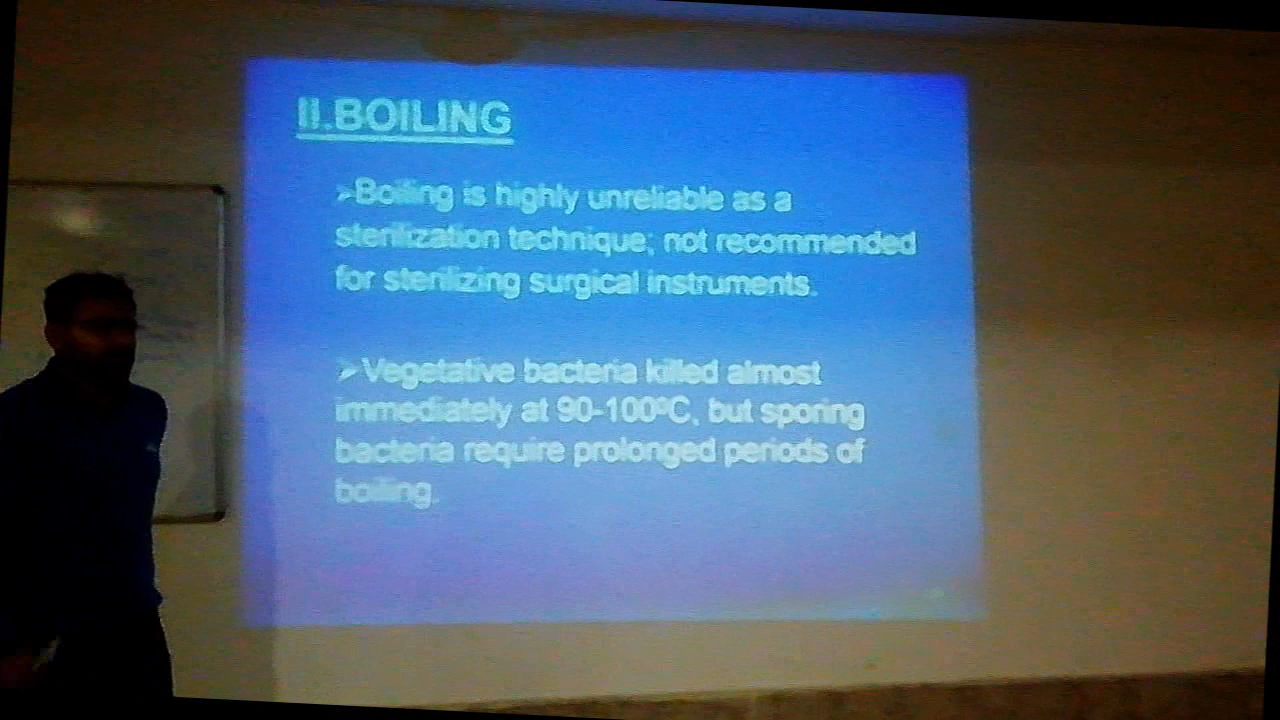 II.BOILING
➢Boiling is highly unreliable as a
sterilization technique; not recommended
for sterilizing surgical instruments.
➢Vegetative bacteria killed almost
immediately at 90-100ºC, but sporing
bacteria require prolonged periods of
boiling.